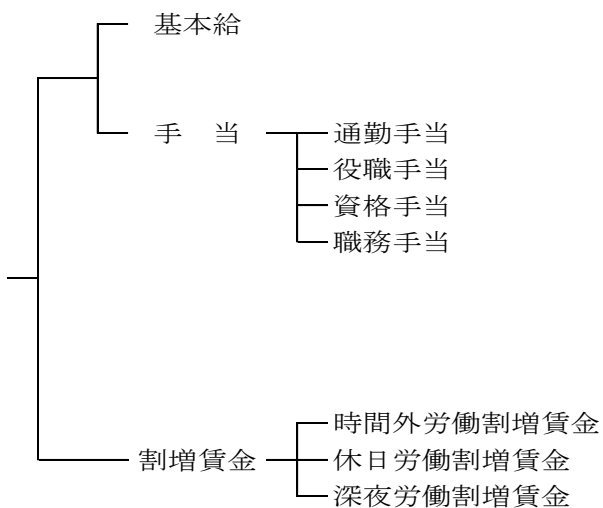 基本給
手　当
通勤手当
役職手当
資格手当
職務手当
割増賃金
時間外労働割増賃金
休日労働割増賃金
深夜労働割増賃金